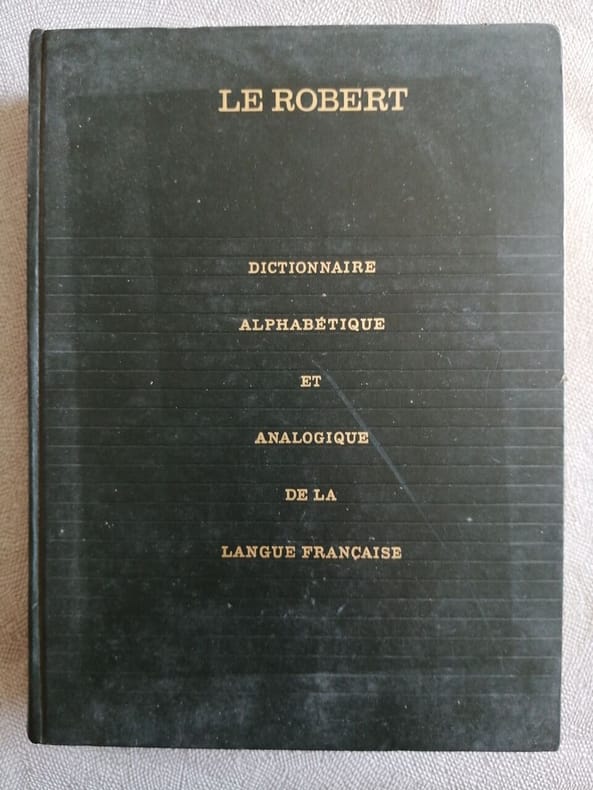 LE ROBERT
DICTIONNAIRE
ALPHABÉTIQUE
ET
ANALOGIQUE
DE LA
LANGUE FRANÇAISE